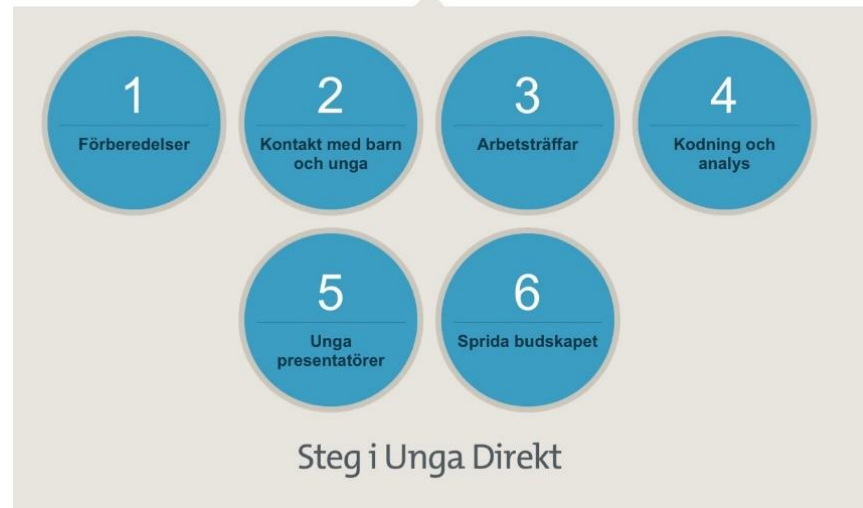 1
Förberedelser
2
Kontakt med barn
och unga
3
Arbetsträffar
4
Kodning och
analys
5
Unga
presentatörer
6
Sprida budskapet
Steg i Unga Direkt